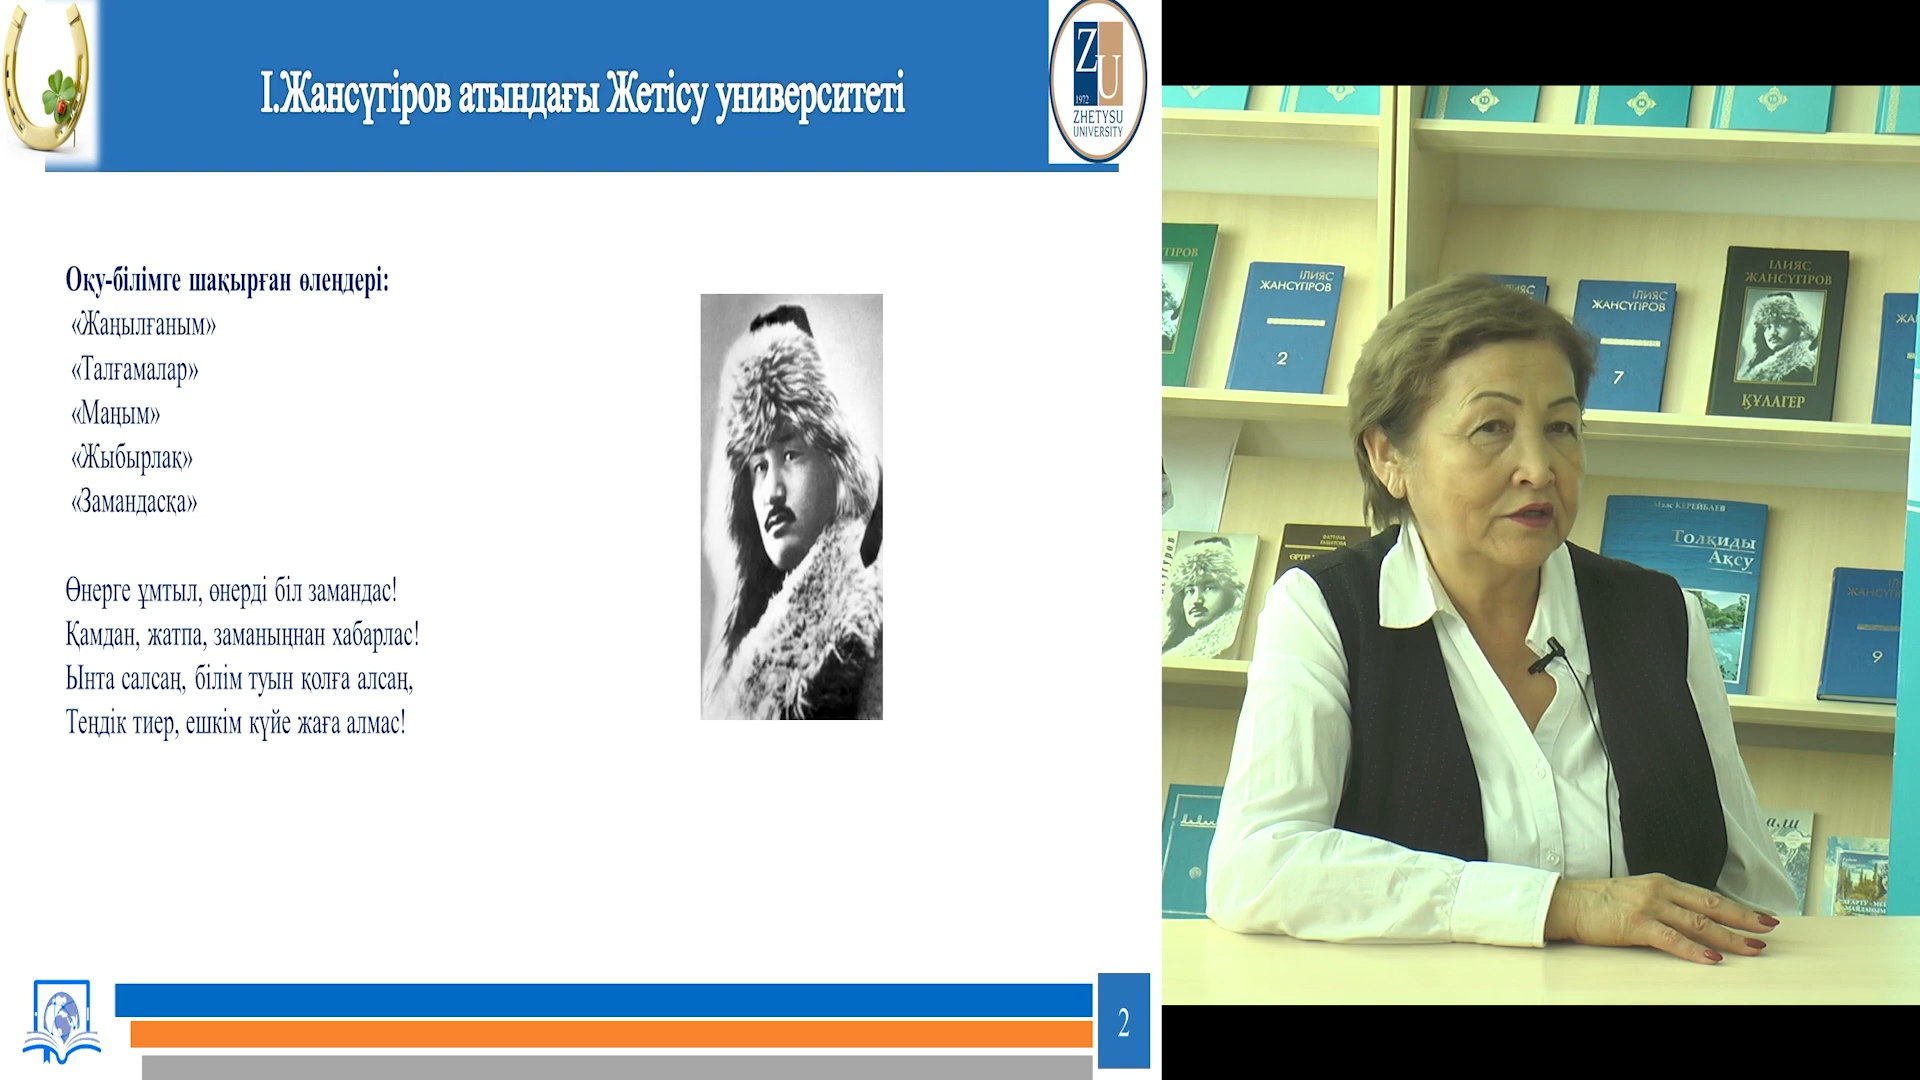 І.Жансүгіров атындағы Жетісу университеті
ZU
1972
ZHETYSU
UNIVERSITY
Оқу-білімге шақырған өлеңдері:
«Жаңылғаным»
«Талғамалар»
«Маңым»
«Жыбырлақ»
«Замандасқа»
Өнерге ұмтыл, өнерді біл замандас!
Қамдан, жатпа, заманыңнан хабарлас!
Ынта салсаң, білім туын қолға алсаң,
Теңдік тиер, ешкім күйе жаға алмас!
2
ІЛИЯС
ЖАНСҮГІРОВ
2
ІЛИЯС
ЖАНСҮГІРОВ
7
ІЛИЯС
ЖАНСҮГІРОВ
ҚҰЛАГЕР
КЕРЕЙБАЕВ
Толқиды
Ақсу
9